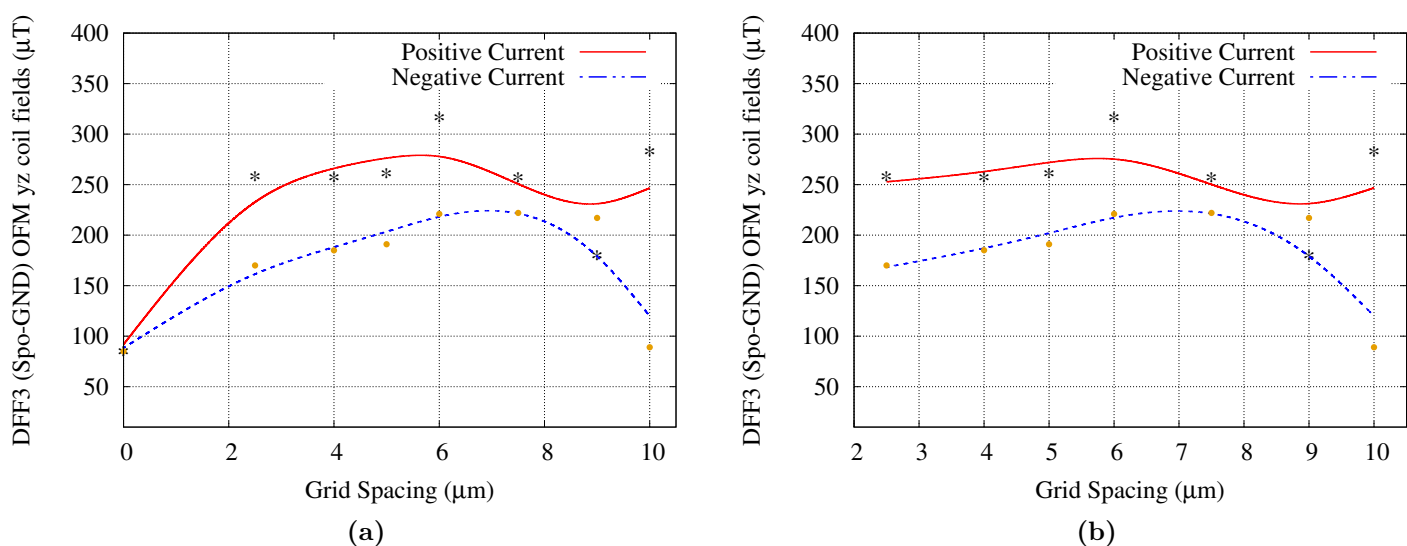 DFF3 (Spo-GND) OFM yz coil fields (μT)
400
350
300
250
200
150
100
50
Positive Current
Negative Current
0 2 4 6 8 10
Grid Spacing (μm)
(a)
DFF3 (Spo-GND) OFM yz coil fields (μT)
400
350
300
250
200
150
100
50
Positive Current
Negative Current
2 3 4 5 6 7 8 9 10
Grid Spacing (μm)
(b)